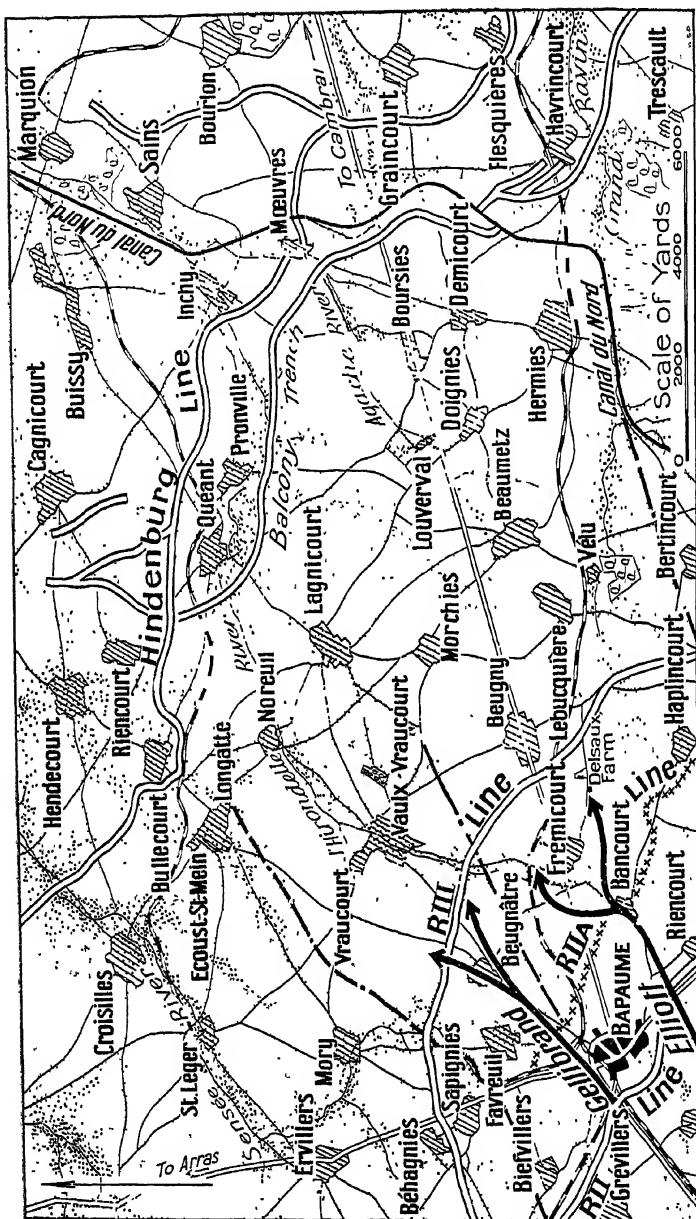 Marquion
Sains
Bourlon
Canal du Nord
Mœuvres
To Cambrai
Graincourt
Flesquières
Havrincourt
Grand
Ravin
Trescault
Cagnicourt
Buissy
Inchy
Hindenburg Line
Pronville
Quéant
Balcony Trench
Agache River
Boursies
Demicourt
Louverval
Doignies
Hermies
Beaumetz
Canal du Nord
Scale of Yards
0 2000 4000 6000
Hendecourt
Riencourt
Bullecourt
Longatte
River
Noreuil
L'Hirondelle
Lagnicourt
Morchies
Vaulx-Vraucourt
Beugny
Lebucquière
Vélu
Bertincourt
Haplincourt
Delsaux
Farm
Frémicourt
Line
Croisilles
Ecoust-St-Mein
St. Leger
Sensée River
Vraucourt
Mory
Ervillers
To Arras
Béhagnies
Sapignies
RIII Line
Beugnâtre
Favreuil
Biefvillers
RIIA Line
Bancourt
Riencourt
Gellibrand
BAPAUME
Elliott
Grévillers
RII Line